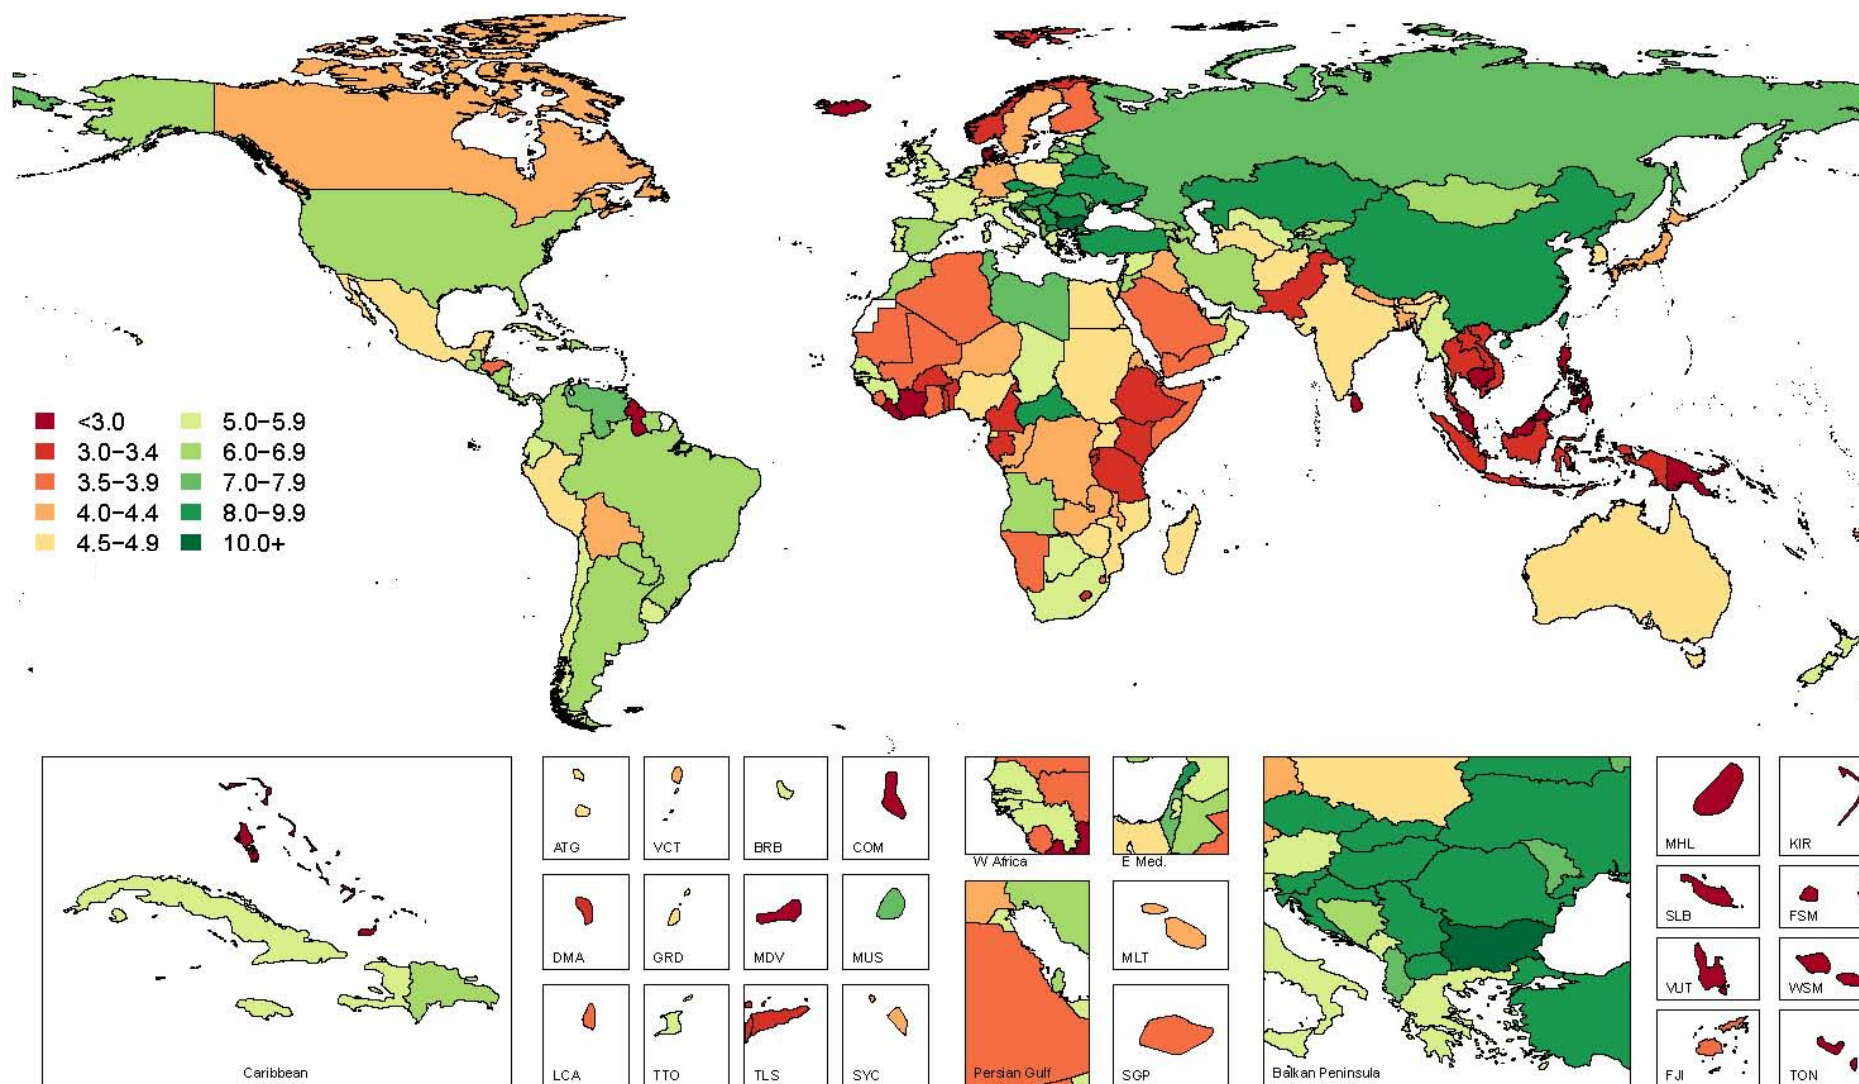 <3.0
3.0–3.4
3.5–3.9
4.0–4.4
4.5–4.9
5.0–5.9
6.0–6.9
7.0–7.9
8.0–9.9
10.0+
Caribbean
ATG
VCT
BRB
COM
DMA
GRD
MDV
MUS
LCA
TTO
TLS
SYC
W Africa
E Med.
Persian Gulf
MLT
SGP
Balkan Peninsula
MHL
KIR
SLB
FSM
VUT
WSM
FJI
TON